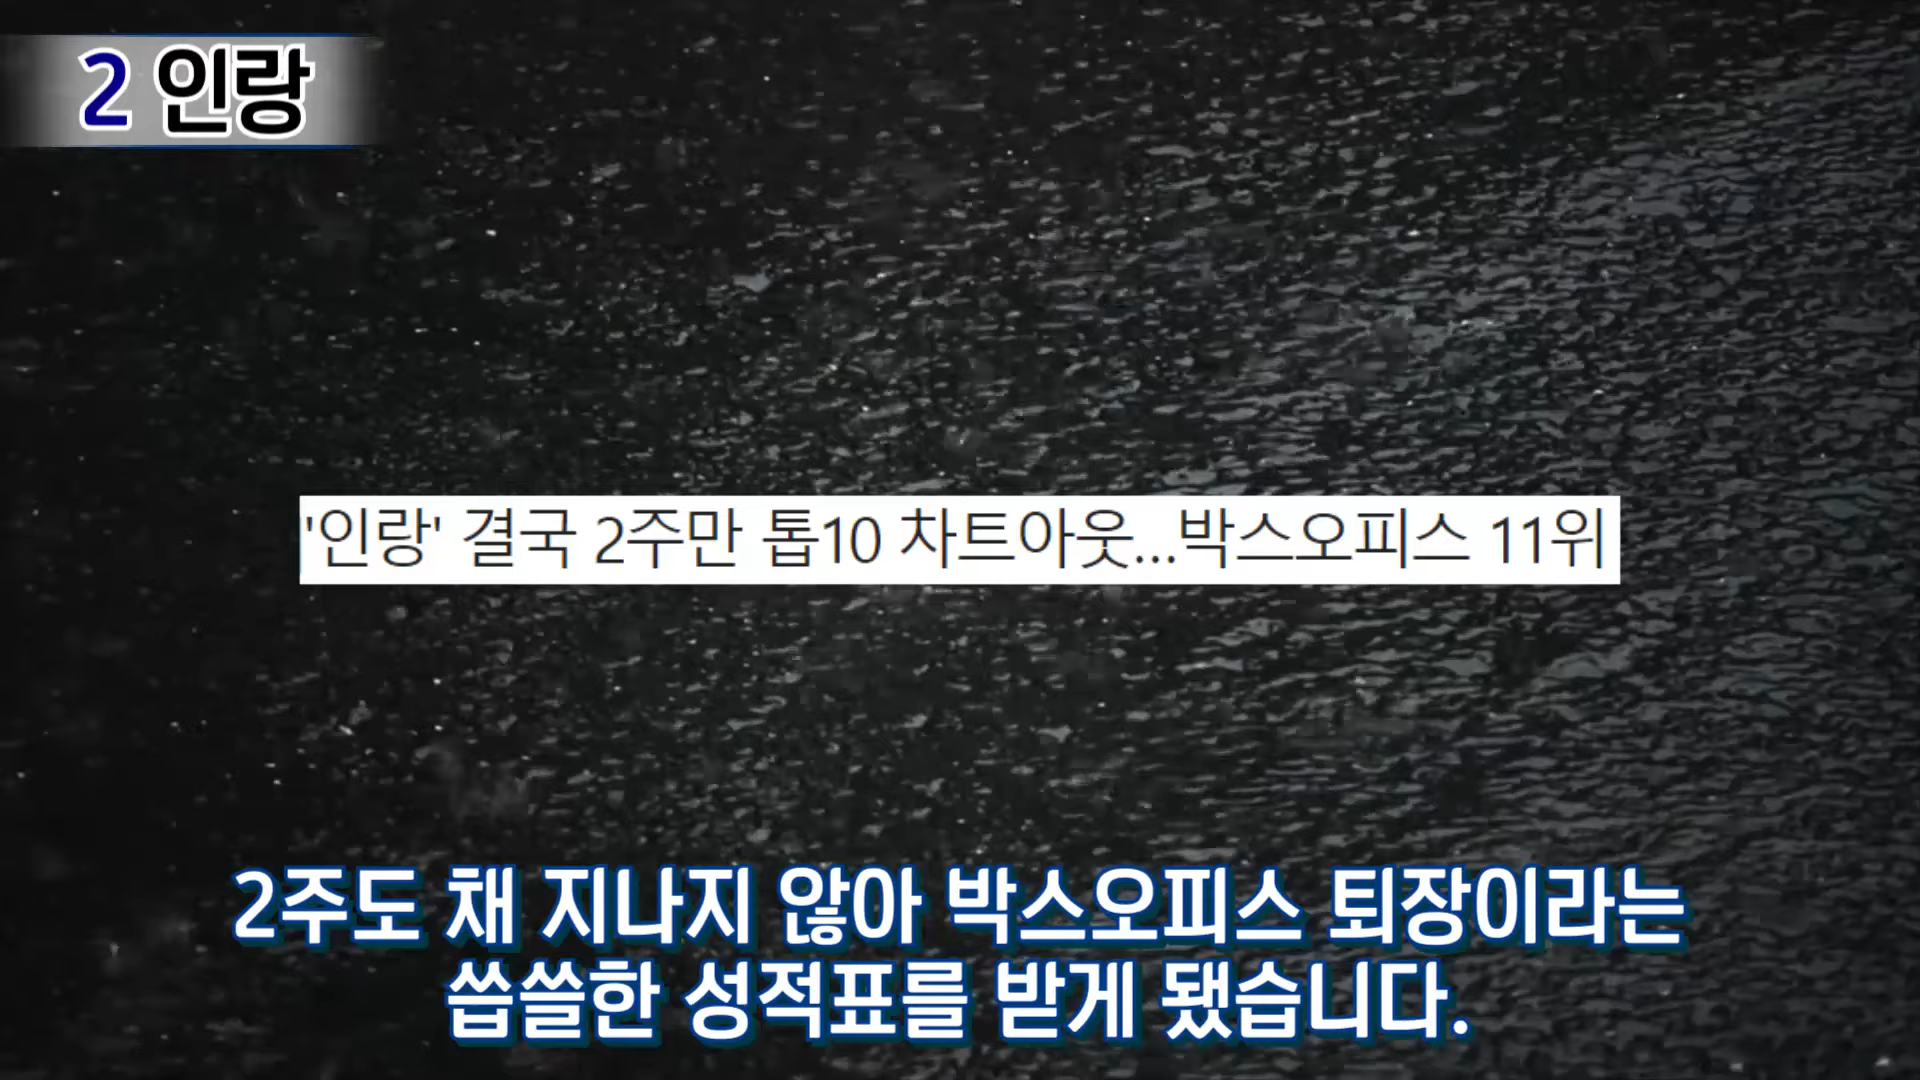 2 인랑
'인랑' 결국 2주만 톱10 차트아웃...박스오피스 11위
2주도 채 지나지 않아 박스오피스 퇴장이라는
씁쓸한 성적표를 받게 됐습니다.